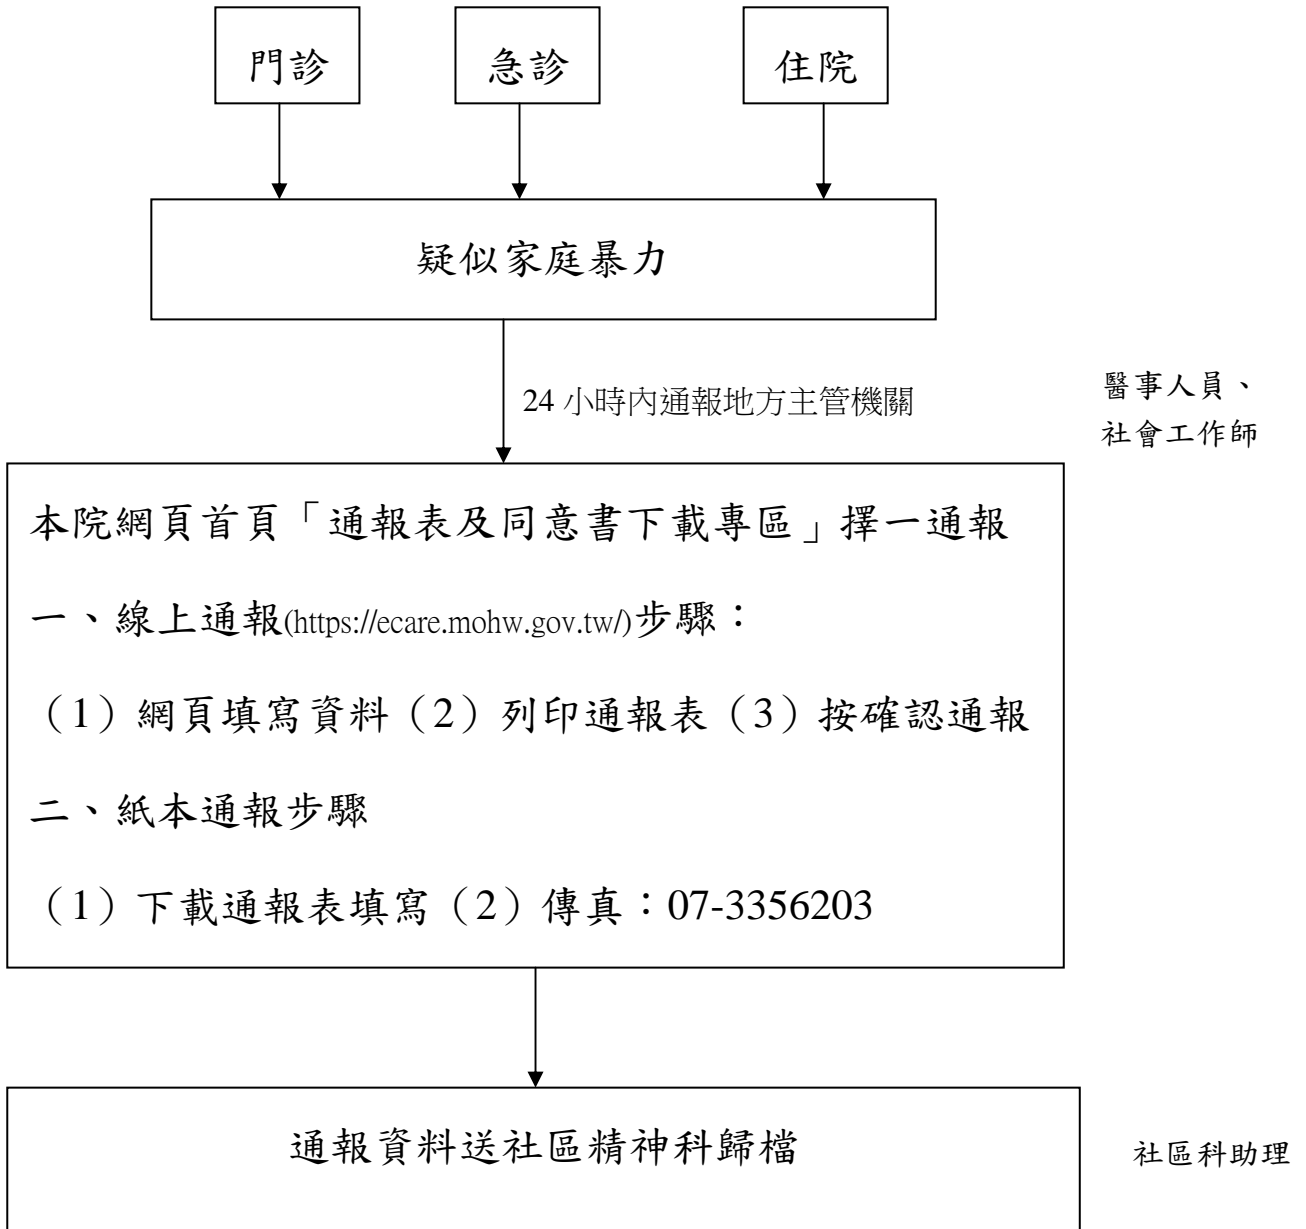 門診
急診
住院
疑似家庭暴力
24 小時內通報地方主管機關
醫事人員、
社會工作師
本院網頁首頁「通報表及同意書下載專區」擇一通報
一、線上通報(https://ecare.mohw.gov.tw/)步驟：
（1）網頁填寫資料（2）列印通報表（3）按確認通報
二、紙本通報步驟
（1）下載通報表填寫（2）傳真：07-3356203
通報資料送社區精神科歸檔
社區科助理